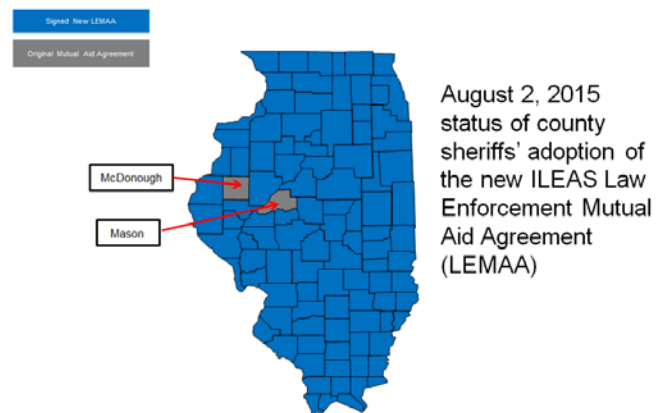 Signed New LEMAA
Original Mutual Aid Agreement
August 2, 2015
status of county
sheriffs' adoption of
the new ILEAS Law
Enforcement Mutual
Aid Agreement
(LEMAA)
McDonough
Mason